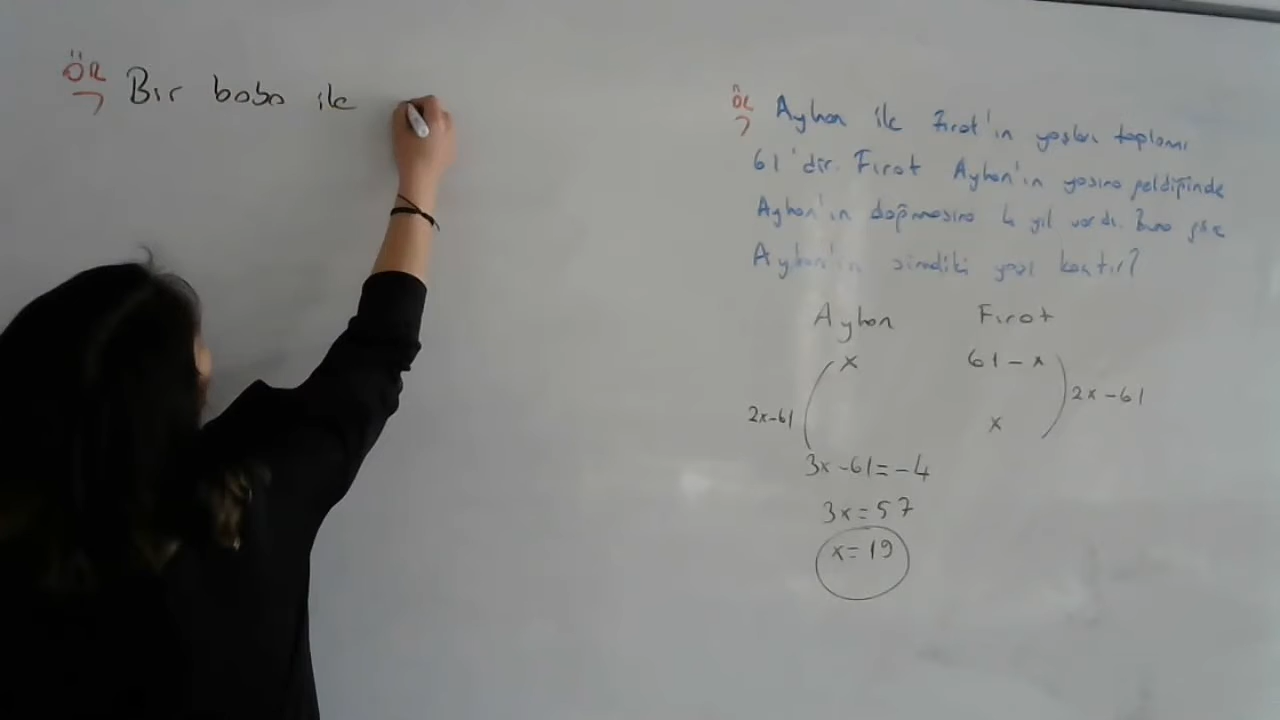 ÖR Bir baba ile
ÖR Ayhan ile Fırat'ın yaşları toplamı
61'dir. Fırat Ayhan'ın yaşına geldiğinde
Ayhan'ın doğmasına 4 yıl vardı. Buna göre
Ayhan'ın şimdiki yaşı kaçtır?
Ayhan Fırat
x 61-x
2x-61 x 2x-61
3x-61=-4
3x=57
x=19